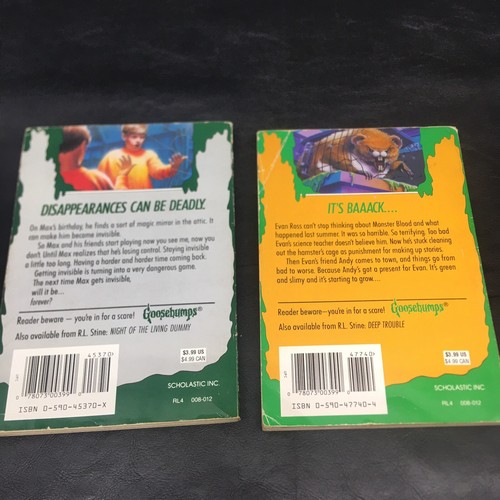 DISAPPEARANCES CAN BE DEADLY.
On Max's birthday, he finds a sort of magic mirror in the attic. It
can make him become invisible.
So Max and his friends start playing now you see me, now you
don't. Until Max realizes that he's losing control. Staying invisible
a little too long. Having a harder and harder time coming back.
Getting invisible is turning into a very dangerous game.
The next time Max gets invisible,
will it be...
forever?
Reader beware — you're in for a scare! Goosebumps®
Also available from R.L. Stine: NIGHT OF THE LIVING DUMMY
45370
$3.99 US
$4.99 CAN
0 78073 00399
ISBN 0-590-45370-X
SCHOLASTIC INC.
RL4 008-012
IT'S BAAACK....
Evan Ross can't stop thinking about Monster Blood and what
happened last summer. It was so horrible. So terrifying. Too bad
Evan's science teacher doesn't believe him. Now he's stuck cleaning
out the hamster's cage as punishment for making up stories.
Then Evan's friend Andy comes to town, and things go from
bad to worse. Because Andy's got a present for Evan. It's green
and slimy and it's starting to grow....
Reader beware — you're in for a scare! Goosebumps®
Also available from R.L. Stine: DEEP TROUBLE
47740
$3.99 US
$4.99 CAN
0 78073 00399
ISBN 0-590-47740-4
SCHOLASTIC INC.
RL4 008-012